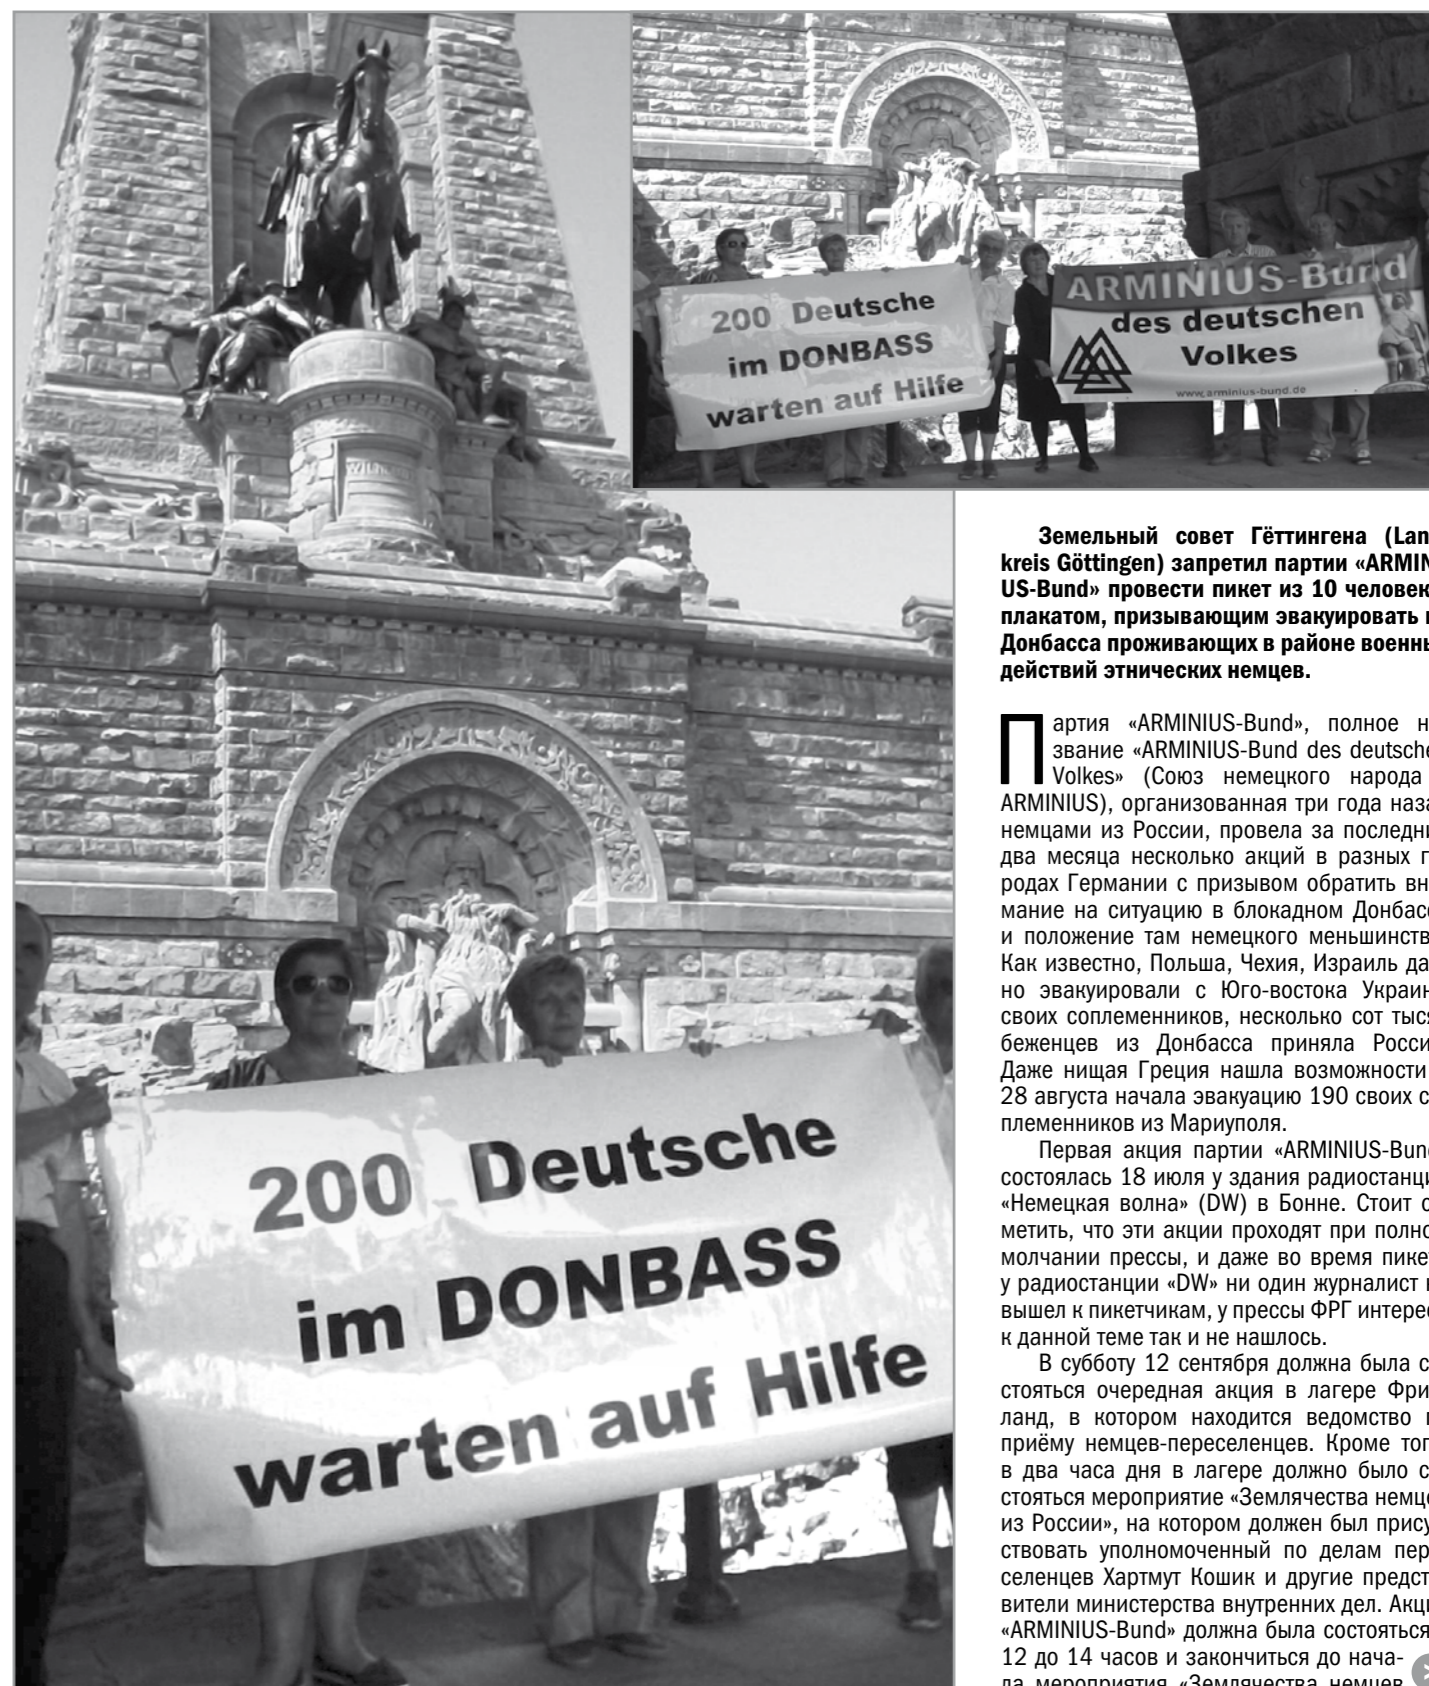 200 Deutsche
im DONBASS
warten auf Hilfe
ARMINIUS-Bund
des deutschen
Volkes
www.arminius-bund.de
200 Deutsche
im DONBASS
warten auf Hilfe
Земельный совет Гёттингена (Lan
kreis Göttingen) запретил партии «ARMIN
US-Bund» провести пикет из 10 человек
плакатом, призывающим эвакуировать
Донбасса проживающих в районе военны
действий этнических немцев.
Партия «ARMINIUS-Bund», полное н
звание «ARMINIUS-Bund des deutsche
Volkes» (Союз немецкого народа
ARMINIUS), организованная три года наза
немцами из России, провела за последни
два месяца несколько акций в разных г
родах Германии с призывом обратить вн
мание на ситуацию в блокадном Донбасс
и положение там немецкого меньшинств
Как известно, Польша, Чехия, Израиль да
но эвакуировали с Юго-востока Украин
своих соплеменников, несколько сот тыся
беженцев из Донбасса приняла Росси
Даже нищая Греция нашла возможности
28 августа начала эвакуацию 190 своих с
племенников из Мариуполя.
Первая акция партии «ARMINIUS-Bund
состоялась 18 июля у здания радиостанци
«Немецкая волна» (DW) в Бонне. Стоит о
метить, что эти акции проходят при полно
молчании прессы, и даже во время пике
у радиостанции «DW» ни один журналист
вышел к пикетчикам, у прессы ФРГ интерес
к данной теме так и не нашлось.
В субботу 12 сентября должна была с
стояться очередная акция в лагере Фри
ланд, в котором находится ведомство
приёму немцев-переселенцев. Кроме тог
в два часа дня в лагере должно было с
стояться мероприятие «Землячества немце
из России», на котором должен был прису
ствовать уполномоченный по делам пер
селенцев Хартмут Кошик и другие предст
вители министерства внутренних дел. Акци
«ARMINIUS-Bund» должна была состояться
12 до 14 часов и закончиться до нача-
ла мероприятия «Землячества немцев